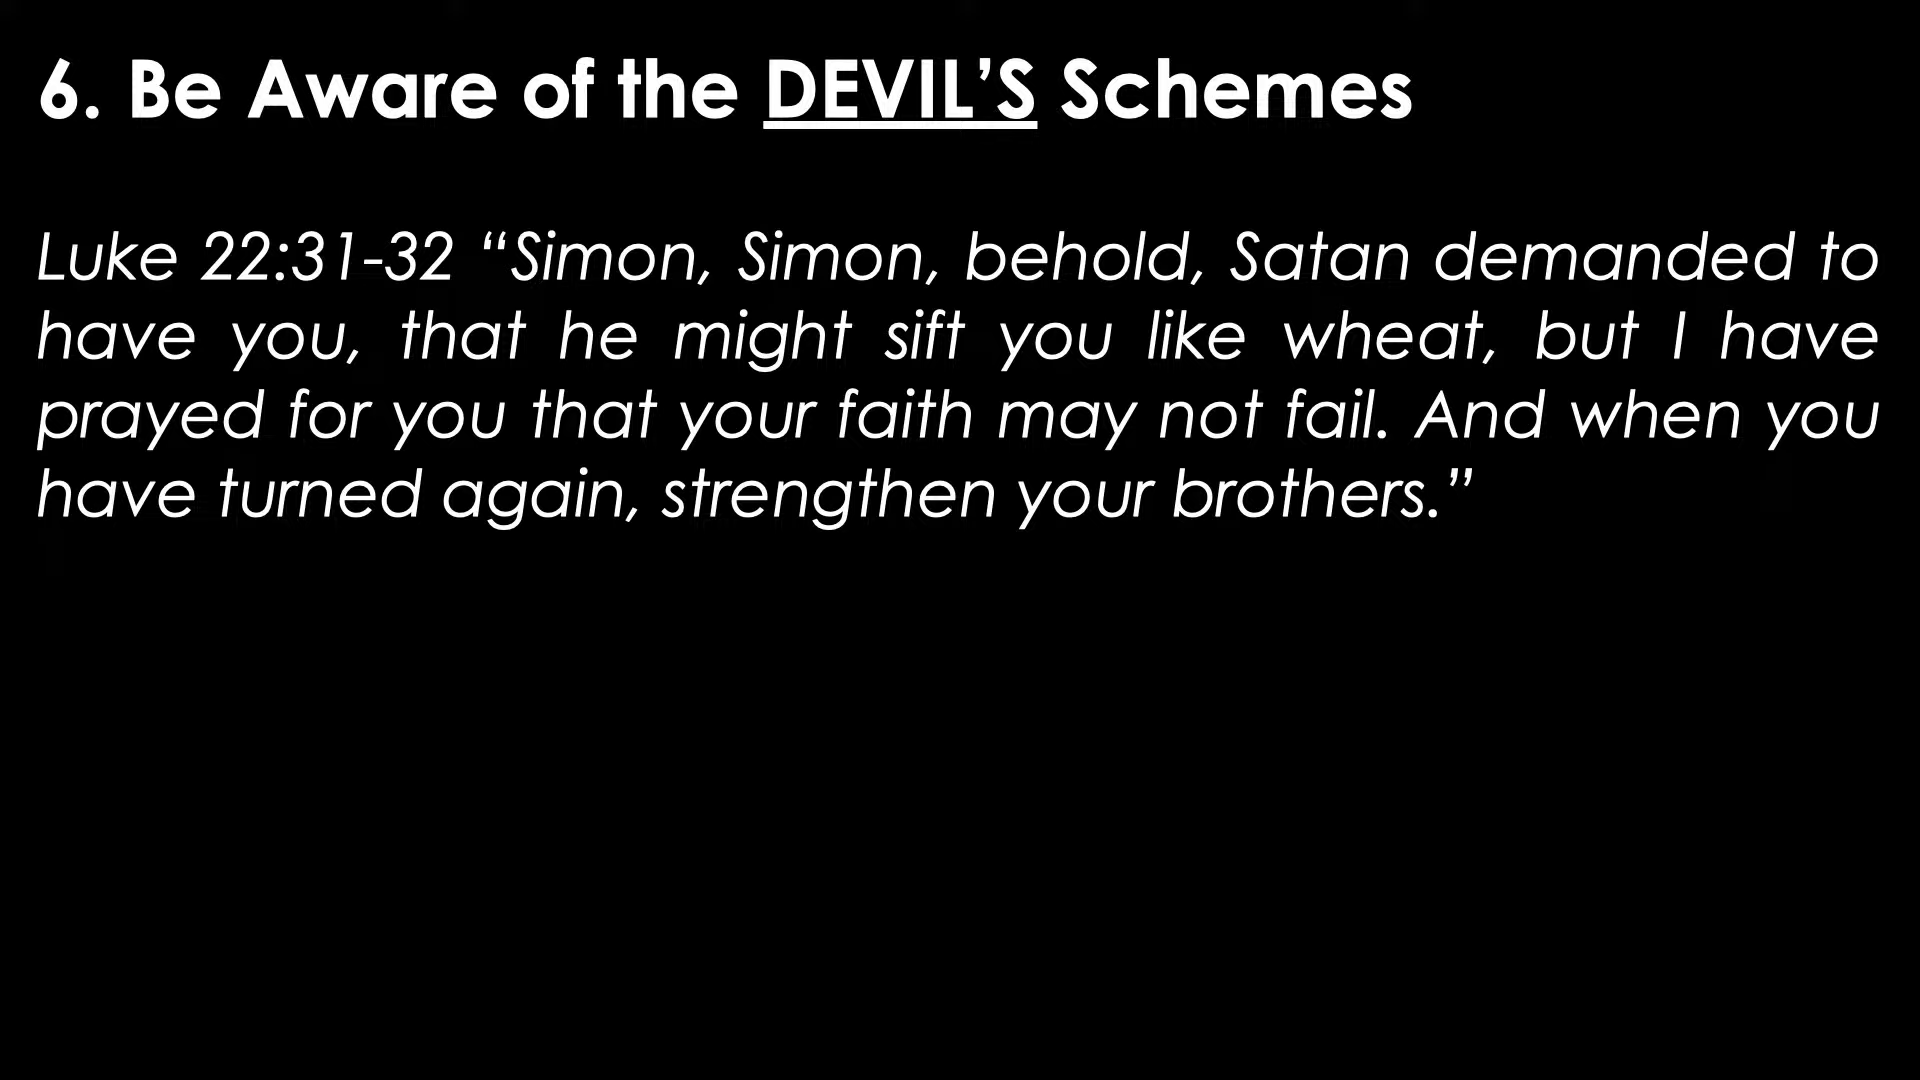 6. Be Aware of the DEVIL’S Schemes
Luke 22:31-32 “Simon, Simon, behold, Satan demanded to
have you, that he might sift you like wheat, but I have
prayed for you that your faith may not fail. And when you
have turned again, strengthen your brothers.”